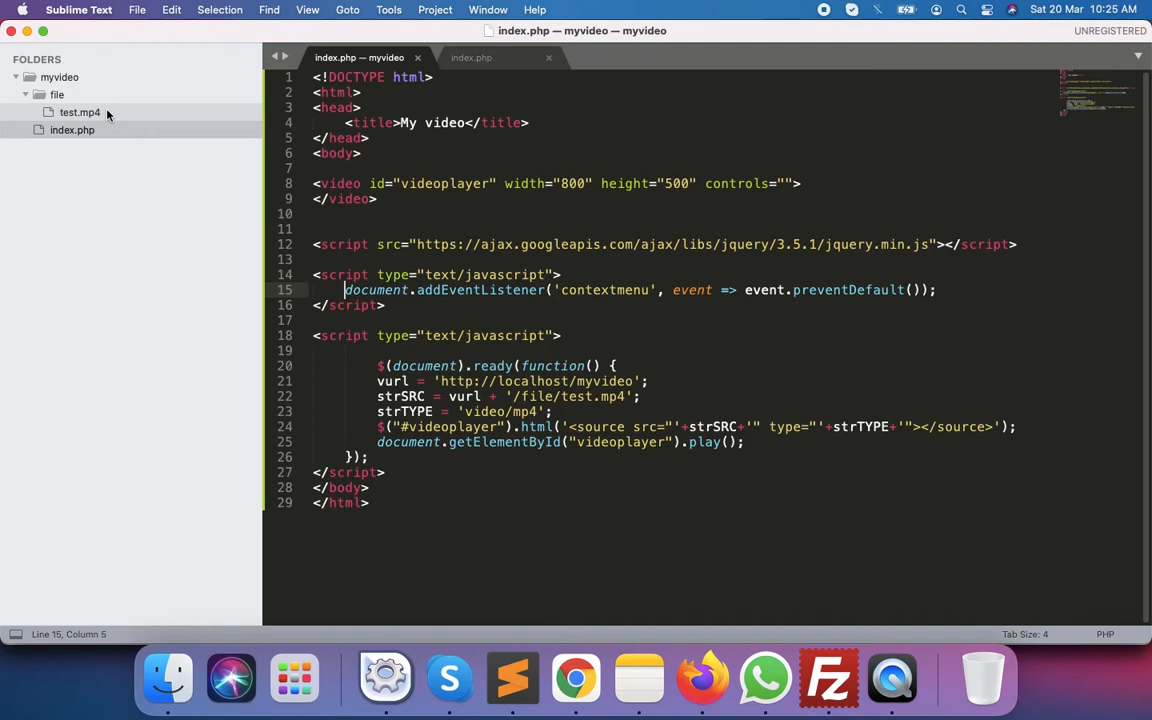 Sublime Text File Edit Selection Find View Goto Tools Project Window Help Sat 20 Mar 10:25 AM
index.php — myvideo — myvideo UNREGISTERED
FOLDERS
myvideo
file
test.mp4
index.php
index.php — myvideo × index.php ×
1 <!DOCTYPE html>
2 <html>
3 <head>
4 <title>My video</title>
5 </head>
6 <body>
7
8 <video id="videoplayer" width="800" height="500" controls="">
9 </video>
10
11
12 <script src="https://ajax.googleapis.com/ajax/libs/jquery/3.5.1/jquery.min.js"></script>
13
14 <script type="text/javascript">
15 document.addEventListener('contextmenu', event => event.preventDefault());
16 </script>
17
18 <script type="text/javascript">
19
20 $(document).ready(function() {
21 vurl = 'http://localhost/myvideo';
22 strSRC = vurl + '/file/test.mp4';
23 strTYPE = 'video/mp4';
24 $("#videoplayer").html('<source src="'+strSRC+'" type="'+strTYPE+'"></source>');
25 document.getElementById("videoplayer").play();
26 });
27 </script>
28 </body>
29 </html>
Line 15, Column 5 Tab Size: 4 PHP